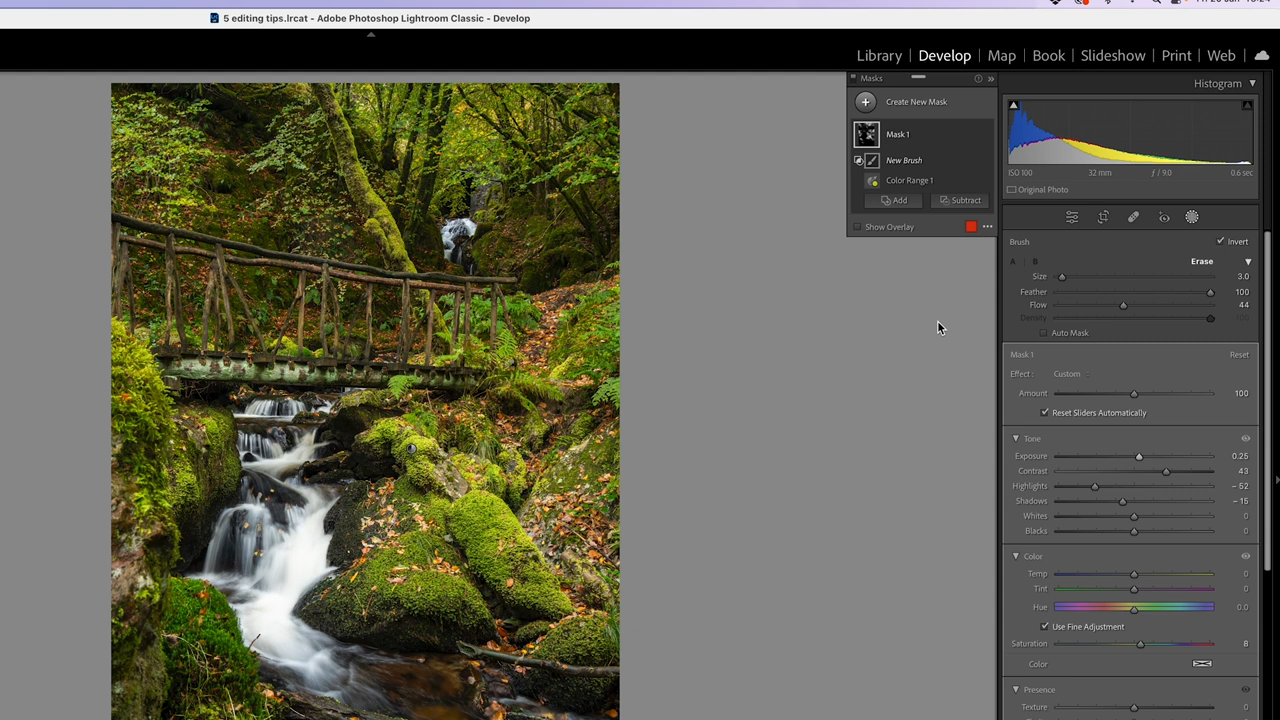 5 editing tips.lrcat - Adobe Photoshop Lightroom Classic - Develop
Library | Develop | Map | Book | Slideshow | Print | Web
Masks
Create New Mask
Mask 1
New Brush
Color Range 1
Add Subtract
Show Overlay
Histogram
ISO 100 32 mm ƒ / 9.0 0.6 sec
Original Photo
Brush Invert
A B Erase
Size 3.0
Feather 100
Flow 44
Density 100
Auto Mask
Mask 1 Reset
Effect : Custom
Amount 100
Reset Sliders Automatically
Tone
Exposure 0.25
Contrast 43
Highlights – 52
Shadows – 15
Whites 0
Blacks 0
Color
Temp 0
Tint 0
Hue 0.0
Use Fine Adjustment
Saturation 8
Color
Presence
Texture 0